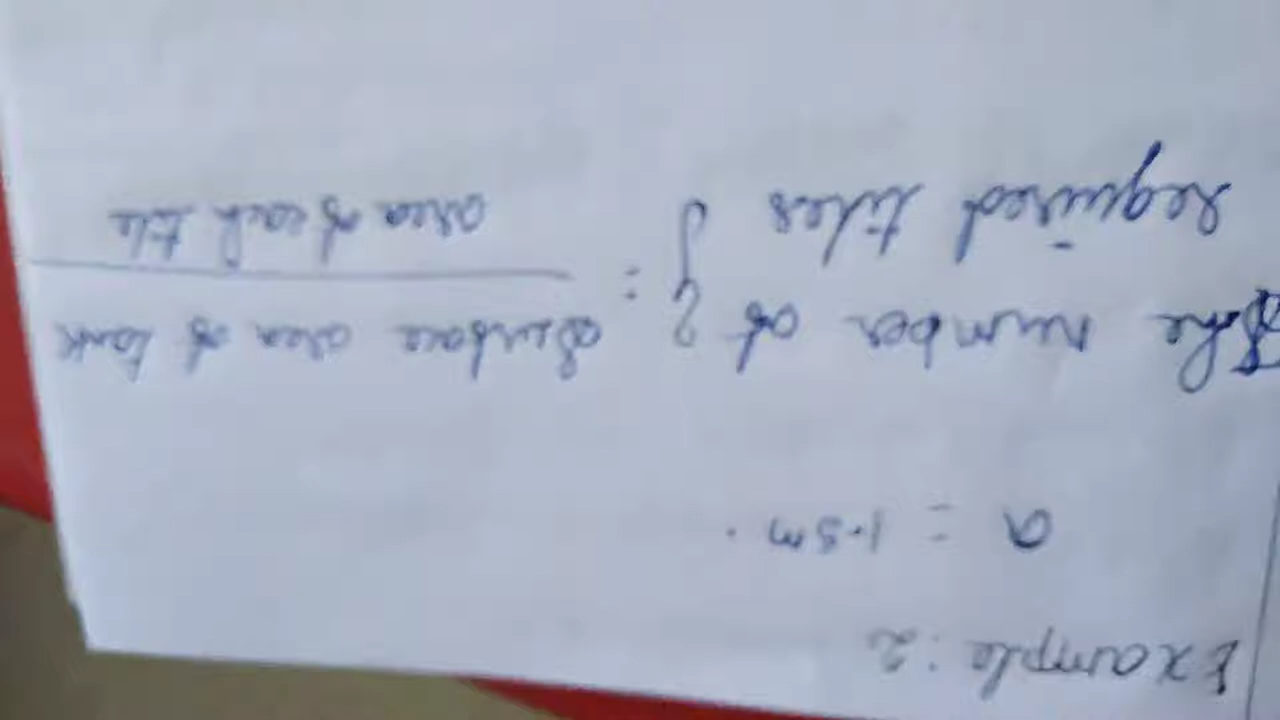 Example : 2
a = 1.5m.
The number of } = Surface area of tank
required tiles } area of each tile